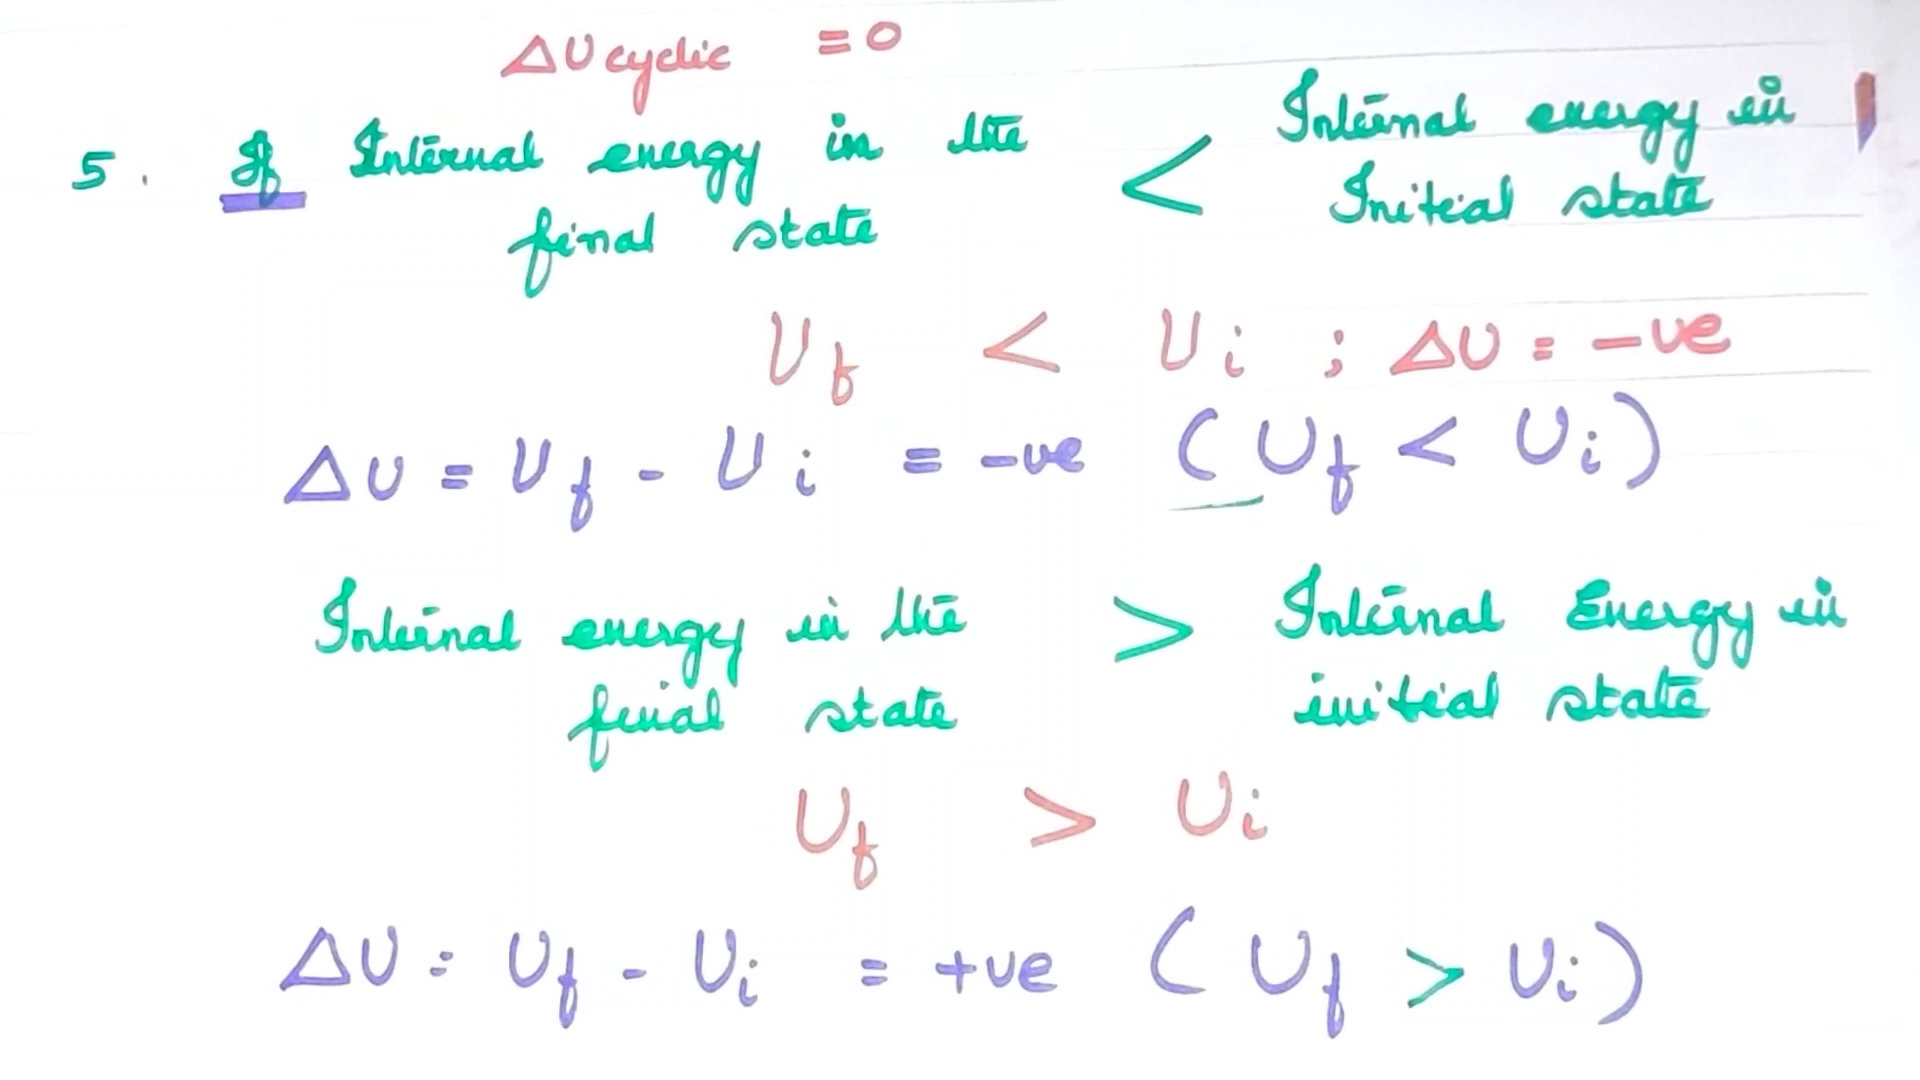 ΔU cyclic = 0
5. If Internal energy in the < Internal energy in
final state Initial state
Uf < Ui ; ΔU = -ve
ΔU = Uf - Ui = -ve (Uf < Ui)
Internal energy in the > Internal Energy in
final state initial state
Uf > Ui
ΔU = Uf - Ui = +ve (Uf > Ui)